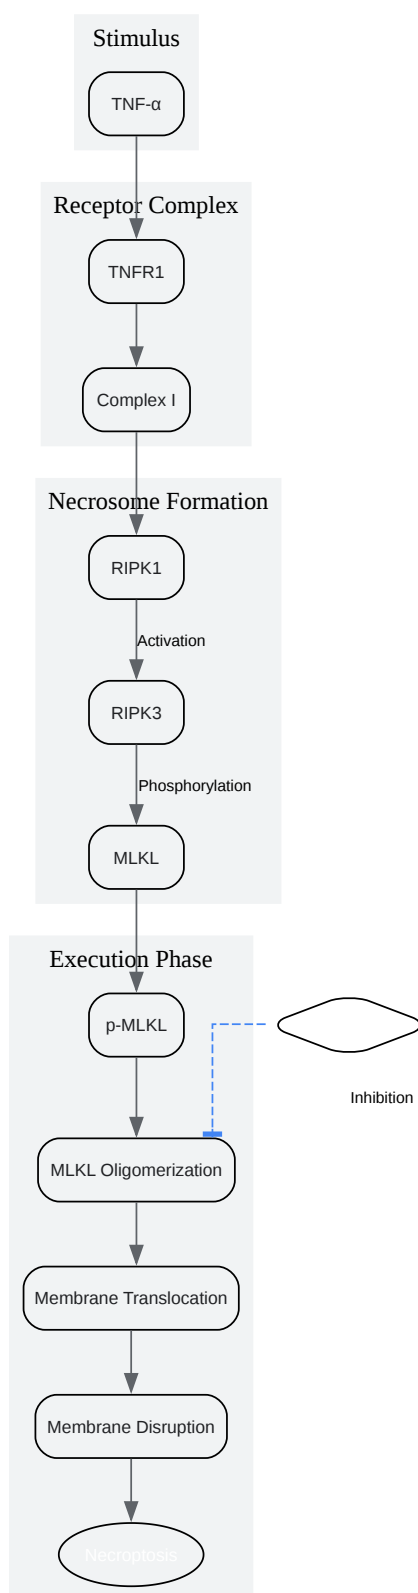 Stimulus
TNF-α
Receptor Complex
TNFR1
Complex I
Necrosome Formation
RIPK1
Activation
RIPK3
Phosphorylation
MLKL
Execution Phase
p-MLKL
Inhibition
MLKL Oligomerization
Membrane Translocation
Membrane Disruption
Necroptosis